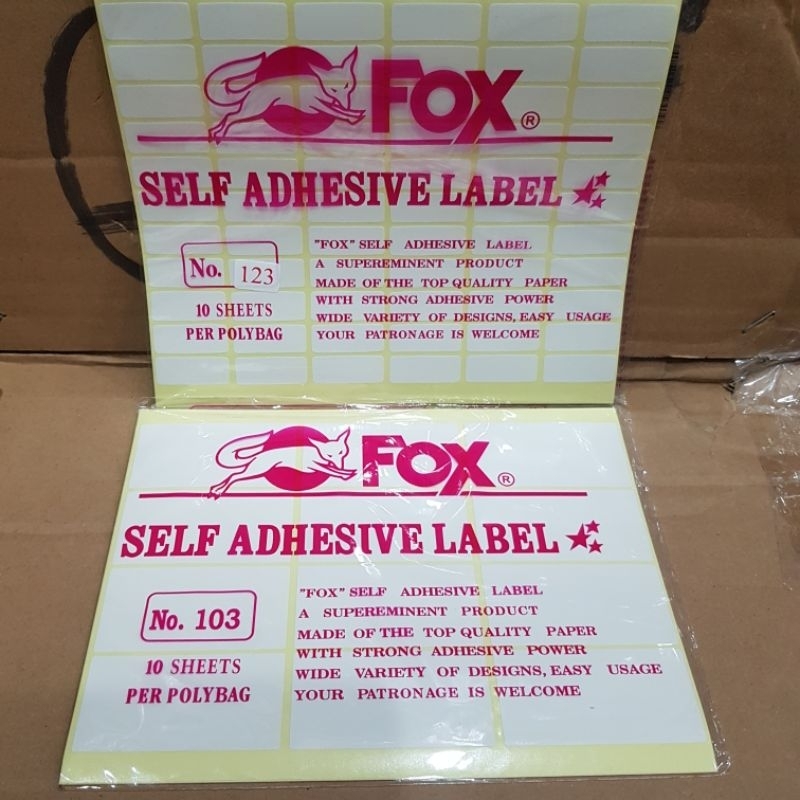 FOX ®
SELF ADHESIVE LABEL
No. 123
10 SHEETS
PER POLYBAG
"FOX" SELF ADHESIVE LABEL
A SUPEREMINENT PRODUCT
MADE OF THE TOP QUALITY PAPER
WITH STRONG ADHESIVE POWER
WIDE VARIETY OF DESIGNS, EASY USAGE
YOUR PATRONAGE IS WELCOME
FOX ®
SELF ADHESIVE LABEL
No. 103
10 SHEETS
PER POLYBAG
"FOX" SELF ADHESIVE LABEL
A SUPEREMINENT PRODUCT
MADE OF THE TOP QUALITY PAPER
WITH STRONG ADHESIVE POWER
WIDE VARIETY OF DESIGNS, EASY USAGE
YOUR PATRONAGE IS WELCOME